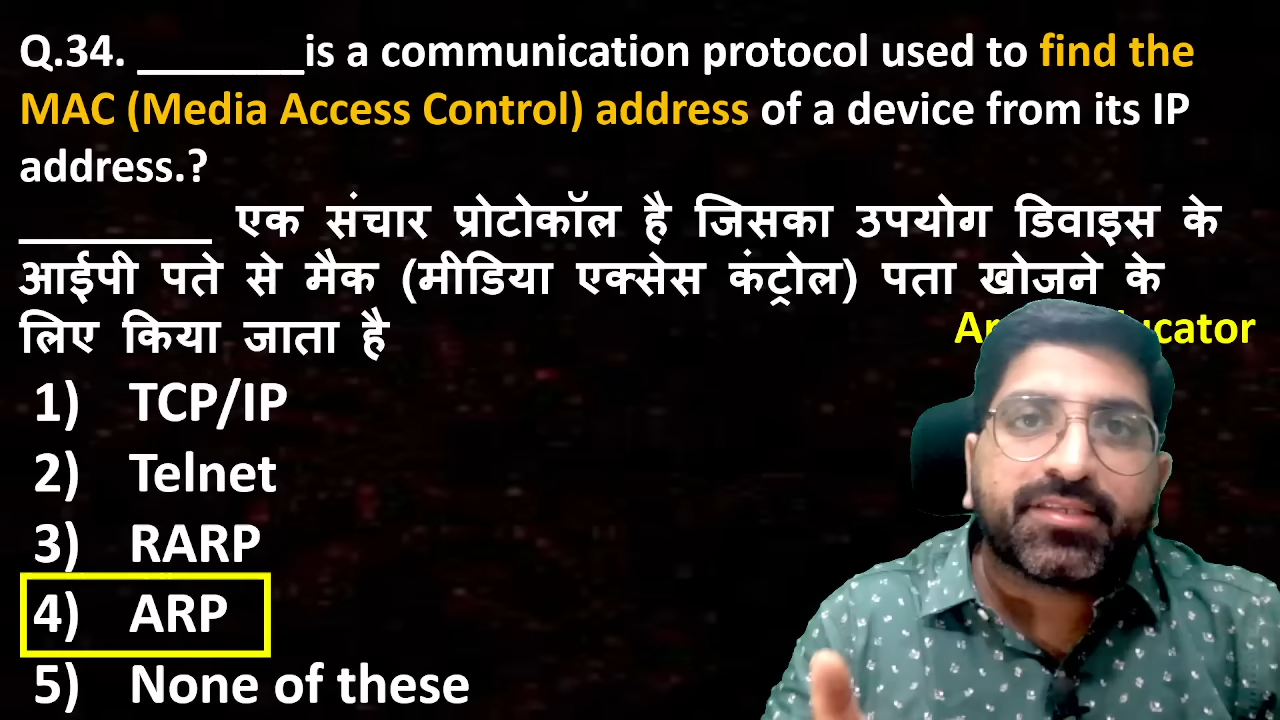 Q.34. ________is a communication protocol used to find the
MAC (Media Access Control) address of a device from its IP
address.?
________ एक संचार प्रोटोकॉल है जिसका उपयोग डिवाइस के
आईपी पते से मैक (मीडिया एक्सेस कंट्रोल) पता खोजने के
लिए किया जाता है
1) TCP/IP
2) Telnet
3) RARP
4) ARP
5) None of these